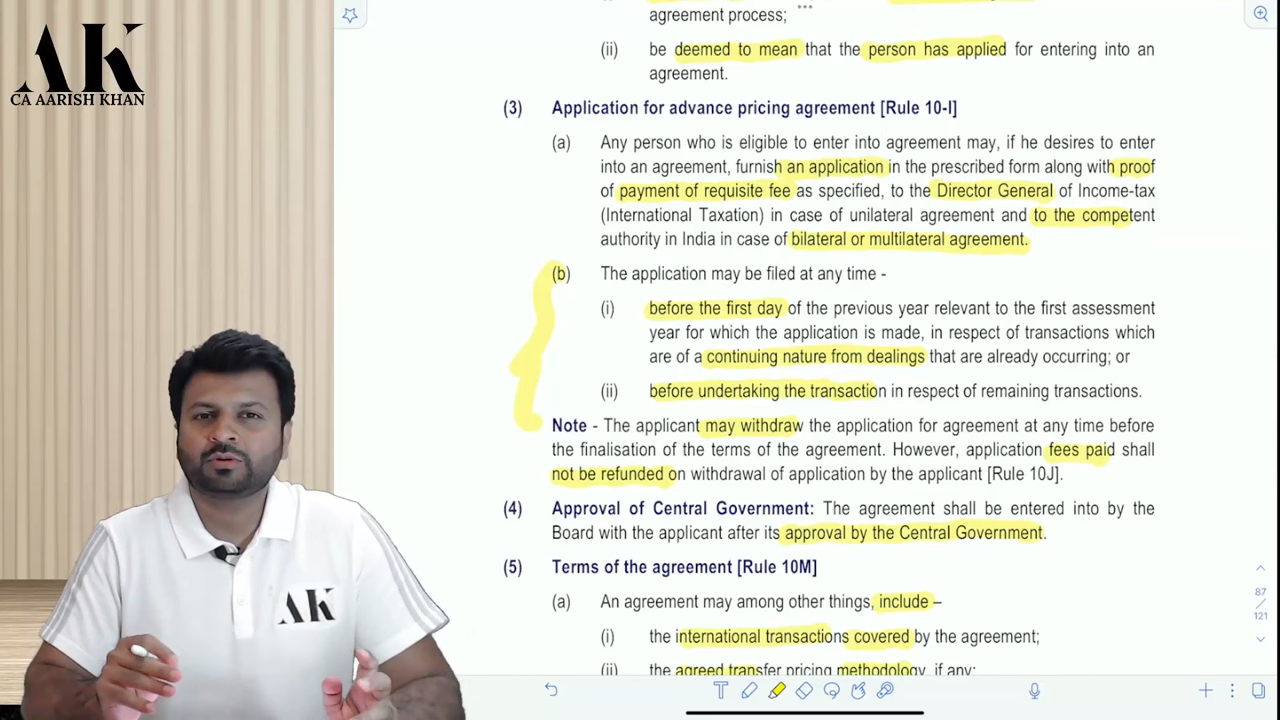 AK
CA AARISH KHAN
AK
agreement process;
(ii) be deemed to mean that the person has applied for entering into an
agreement.
(3) Application for advance pricing agreement [Rule 10-I]
(a) Any person who is eligible to enter into agreement may, if he desires to enter
into an agreement, furnish an application in the prescribed form along with proof
of payment of requisite fee as specified, to the Director General of Income-tax
(International Taxation) in case of unilateral agreement and to the competent
authority in India in case of bilateral or multilateral agreement.
(b) The application may be filed at any time -
(i) before the first day of the previous year relevant to the first assessment
year for which the application is made, in respect of transactions which
are of a continuing nature from dealings that are already occurring; or
(ii) before undertaking the transaction in respect of remaining transactions.
Note - The applicant may withdraw the application for agreement at any time before
the finalisation of the terms of the agreement. However, application fees paid shall
not be refunded on withdrawal of application by the applicant [Rule 10J].
(4) Approval of Central Government: The agreement shall be entered into by the
Board with the applicant after its approval by the Central Government.
(5) Terms of the agreement [Rule 10M]
(a) An agreement may among other things, include –
(i) the international transactions covered by the agreement;
(ii) the agreed transfer pricing methodology, if any;
87
/
121
T